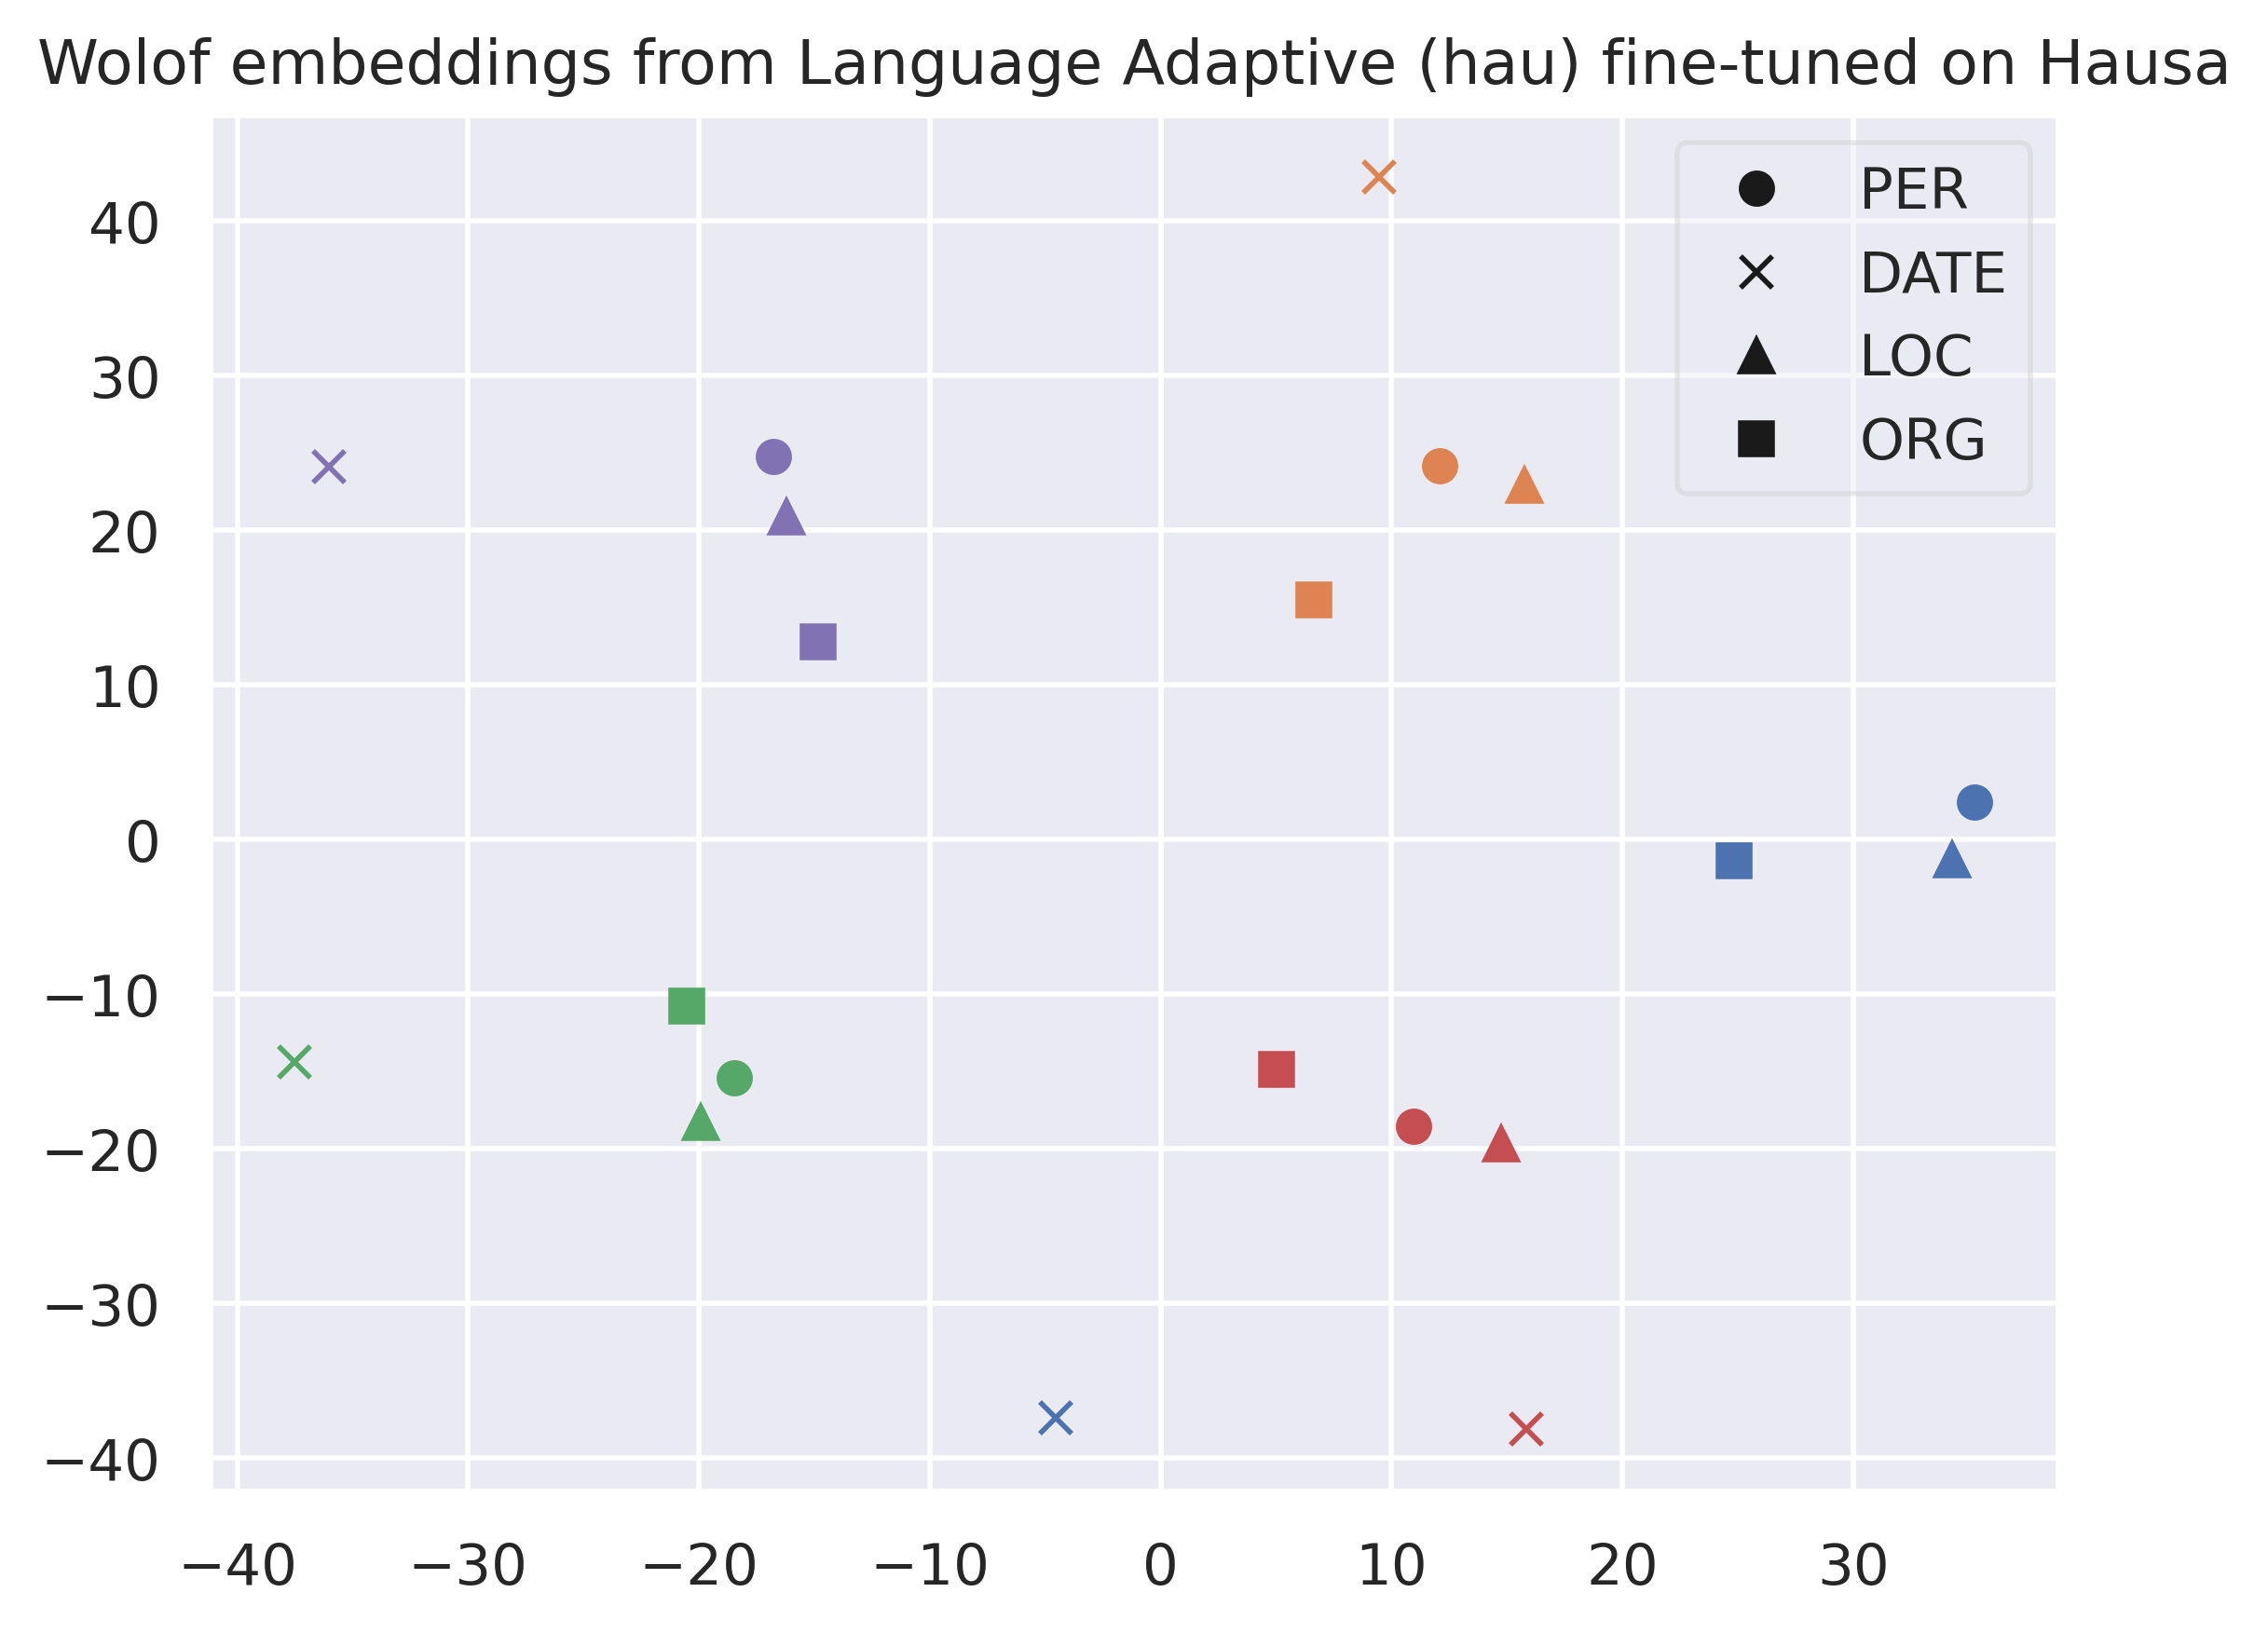 Wolof embeddings from Language Adaptive (hau) fine-tuned on Hausa
PER
DATE
LOC
ORG
40
30
20
10
0
−10
−20
−30
−40
−40 −30 −20 −10 0 10 20 30